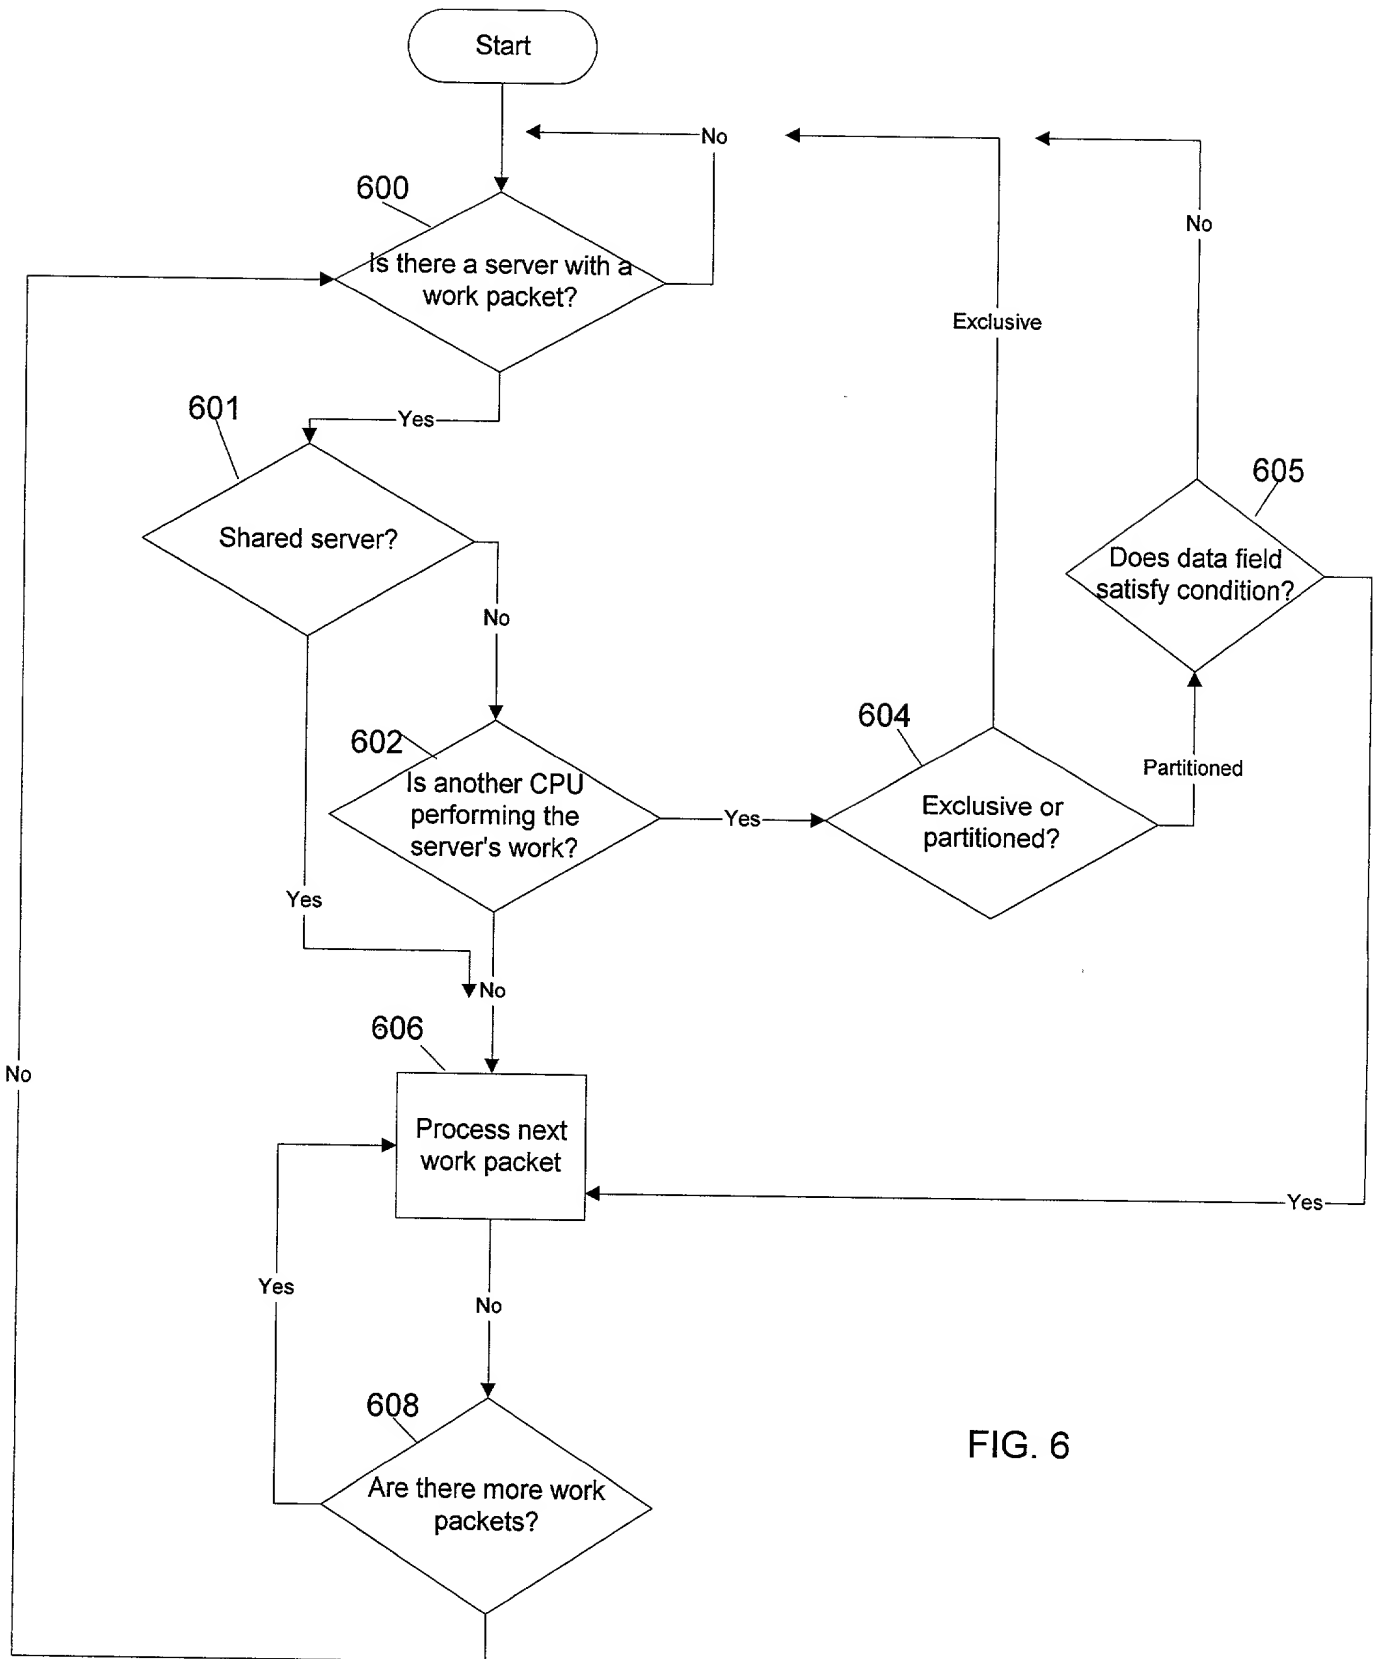 Start
No
600
Is there a server with a
work packet?
No
Exclusive
Yes
601
Shared server?
605
Does data field
satisfy condition?
No
602
Is another CPU
performing the
server's work?
Yes
604
Exclusive or
partitioned?
Partitioned
Yes
No
606
No
Process next
work packet
Yes
Yes
No
608
Are there more work
packets?
FIG. 6